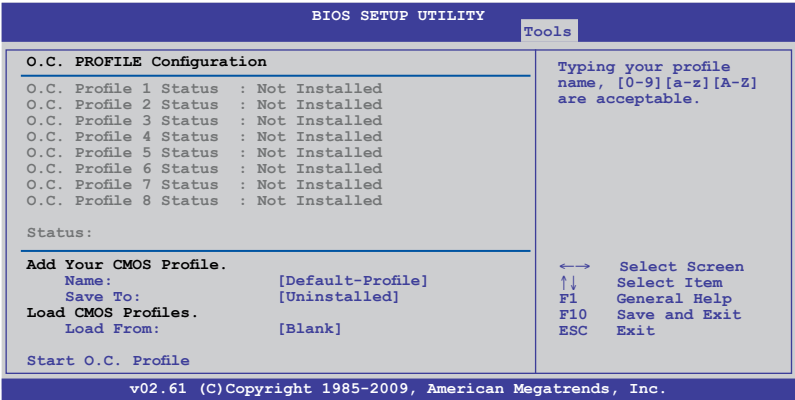 BIOS SETUP UTILITY
Tools
O.C. PROFILE Configuration
O.C. Profile 1 Status : Not Installed
O.C. Profile 2 Status : Not Installed
O.C. Profile 3 Status : Not Installed
O.C. Profile 4 Status : Not Installed
O.C. Profile 5 Status : Not Installed
O.C. Profile 6 Status : Not Installed
O.C. Profile 7 Status : Not Installed
O.C. Profile 8 Status : Not Installed
Status:
Add Your CMOS Profile.
Name: [Default-Profile]
Save To: [Uninstalled]
Load CMOS Profiles.
Load From: [Blank]
Start O.C. Profile
Typing your profile
name, [0-9][a-z][A-Z]
are acceptable.
←→ Select Screen
↑↓ Select Item
F1 General Help
F10 Save and Exit
ESC Exit
v02.61 (C)Copyright 1985-2009, American Megatrends, Inc.